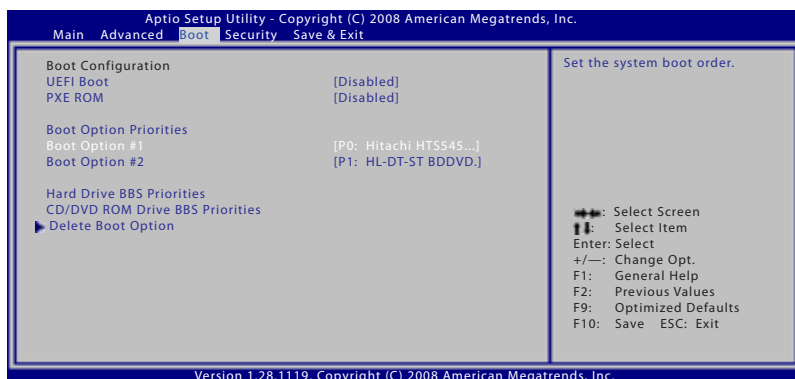 Aptio Setup Utility - Copyright (C) 2008 American Megatrends, Inc.
Main Advanced Boot Security Save & Exit
Boot Configuration
UEFI Boot [Disabled]
PXE ROM [Disabled]
Boot Option Priorities
Boot Option #1 [P0: Hitachi HTS545...]
Boot Option #2 [P1: HL-DT-ST BDDVD.]
Hard Drive BBS Priorities
CD/DVD ROM Drive BBS Priorities
Delete Boot Option
Set the system boot order.
: Select Screen
: Select Item
Enter: Select
+/—: Change Opt.
F1: General Help
F2: Previous Values
F9: Optimized Defaults
F10: Save ESC: Exit
Version 1.28.1119. Copyright (C) 2008 American Megatrends, Inc.